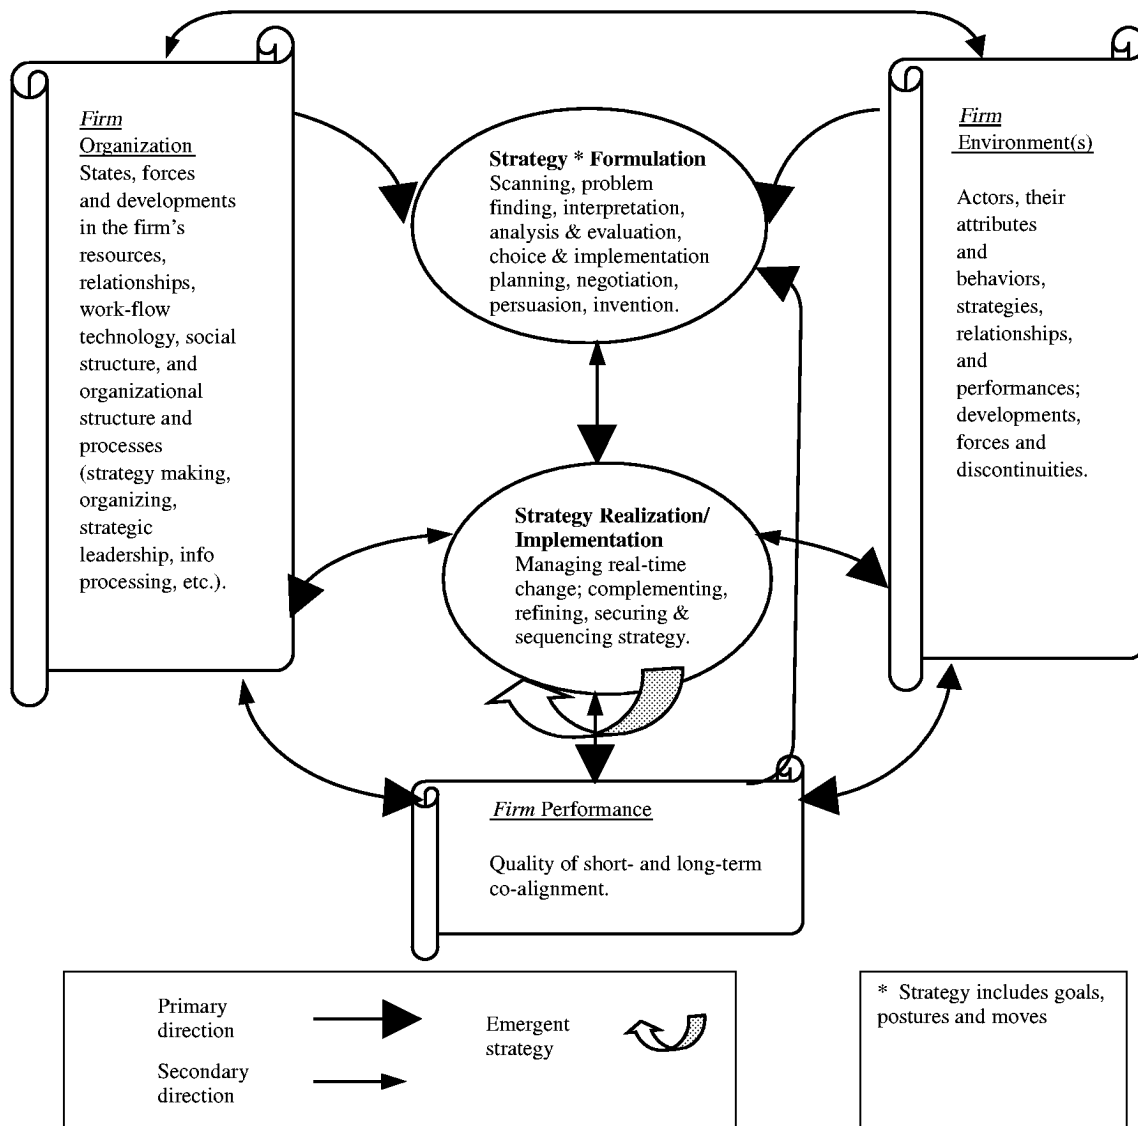 Firm
Organization
States, forces
and developments
in the firm's
resources,
relationships,
work-flow
technology, social
structure, and
organizational
structure and
processes
(strategy making,
organizing,
strategic
leadership, info
processing, etc.).
Strategy * Formulation
Scanning, problem
finding, interpretation,
analysis & evaluation,
choice & implementation
planning, negotiation,
persuasion, invention.
Firm
Environment(s)
Actors, their
attributes
and
behaviors,
strategies,
relationships,
and
performances;
developments,
forces and
discontinuities.
Strategy Realization/
Implementation
Managing real-time
change; complementing,
refining, securing &
sequencing strategy.
Firm Performance
Quality of short- and long-term
co-alignment.
Primary
direction
Secondary
direction
Emergent
strategy
* Strategy includes goals,
postures and moves